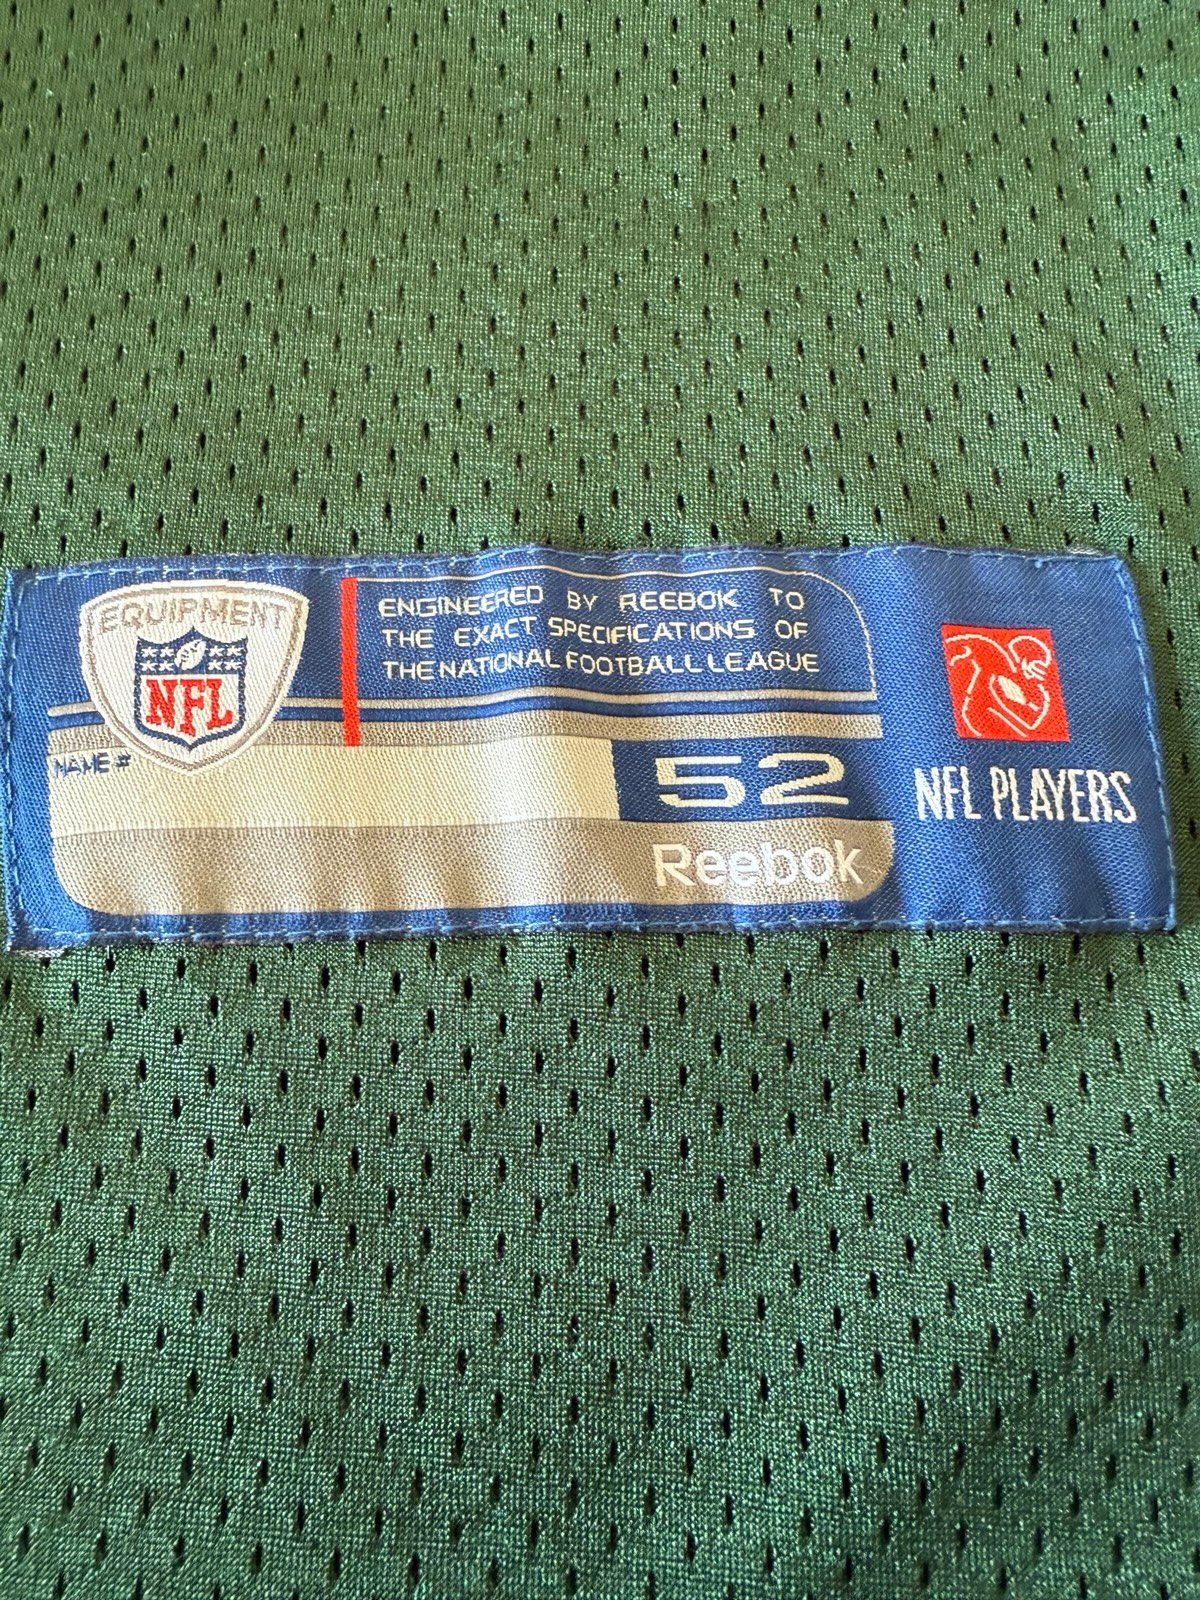 EQUIPMENT
NFL
ENGINEERED BY REEBOK TO
THE EXACT SPECIFICATIONS OF
THE NATIONAL FOOTBALL LEAGUE
NAME #
52
Reebok
NFL PLAYERS